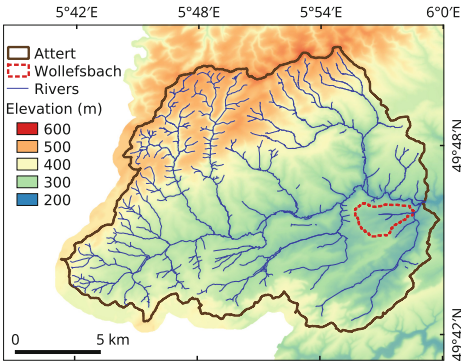 5°42′E 5°48′E 5°54′E 6°0′E
Attert
Wollefsbach
Rivers
Elevation (m)
600
500
400
300
200
49°48′N
49°42′N
0 5 km